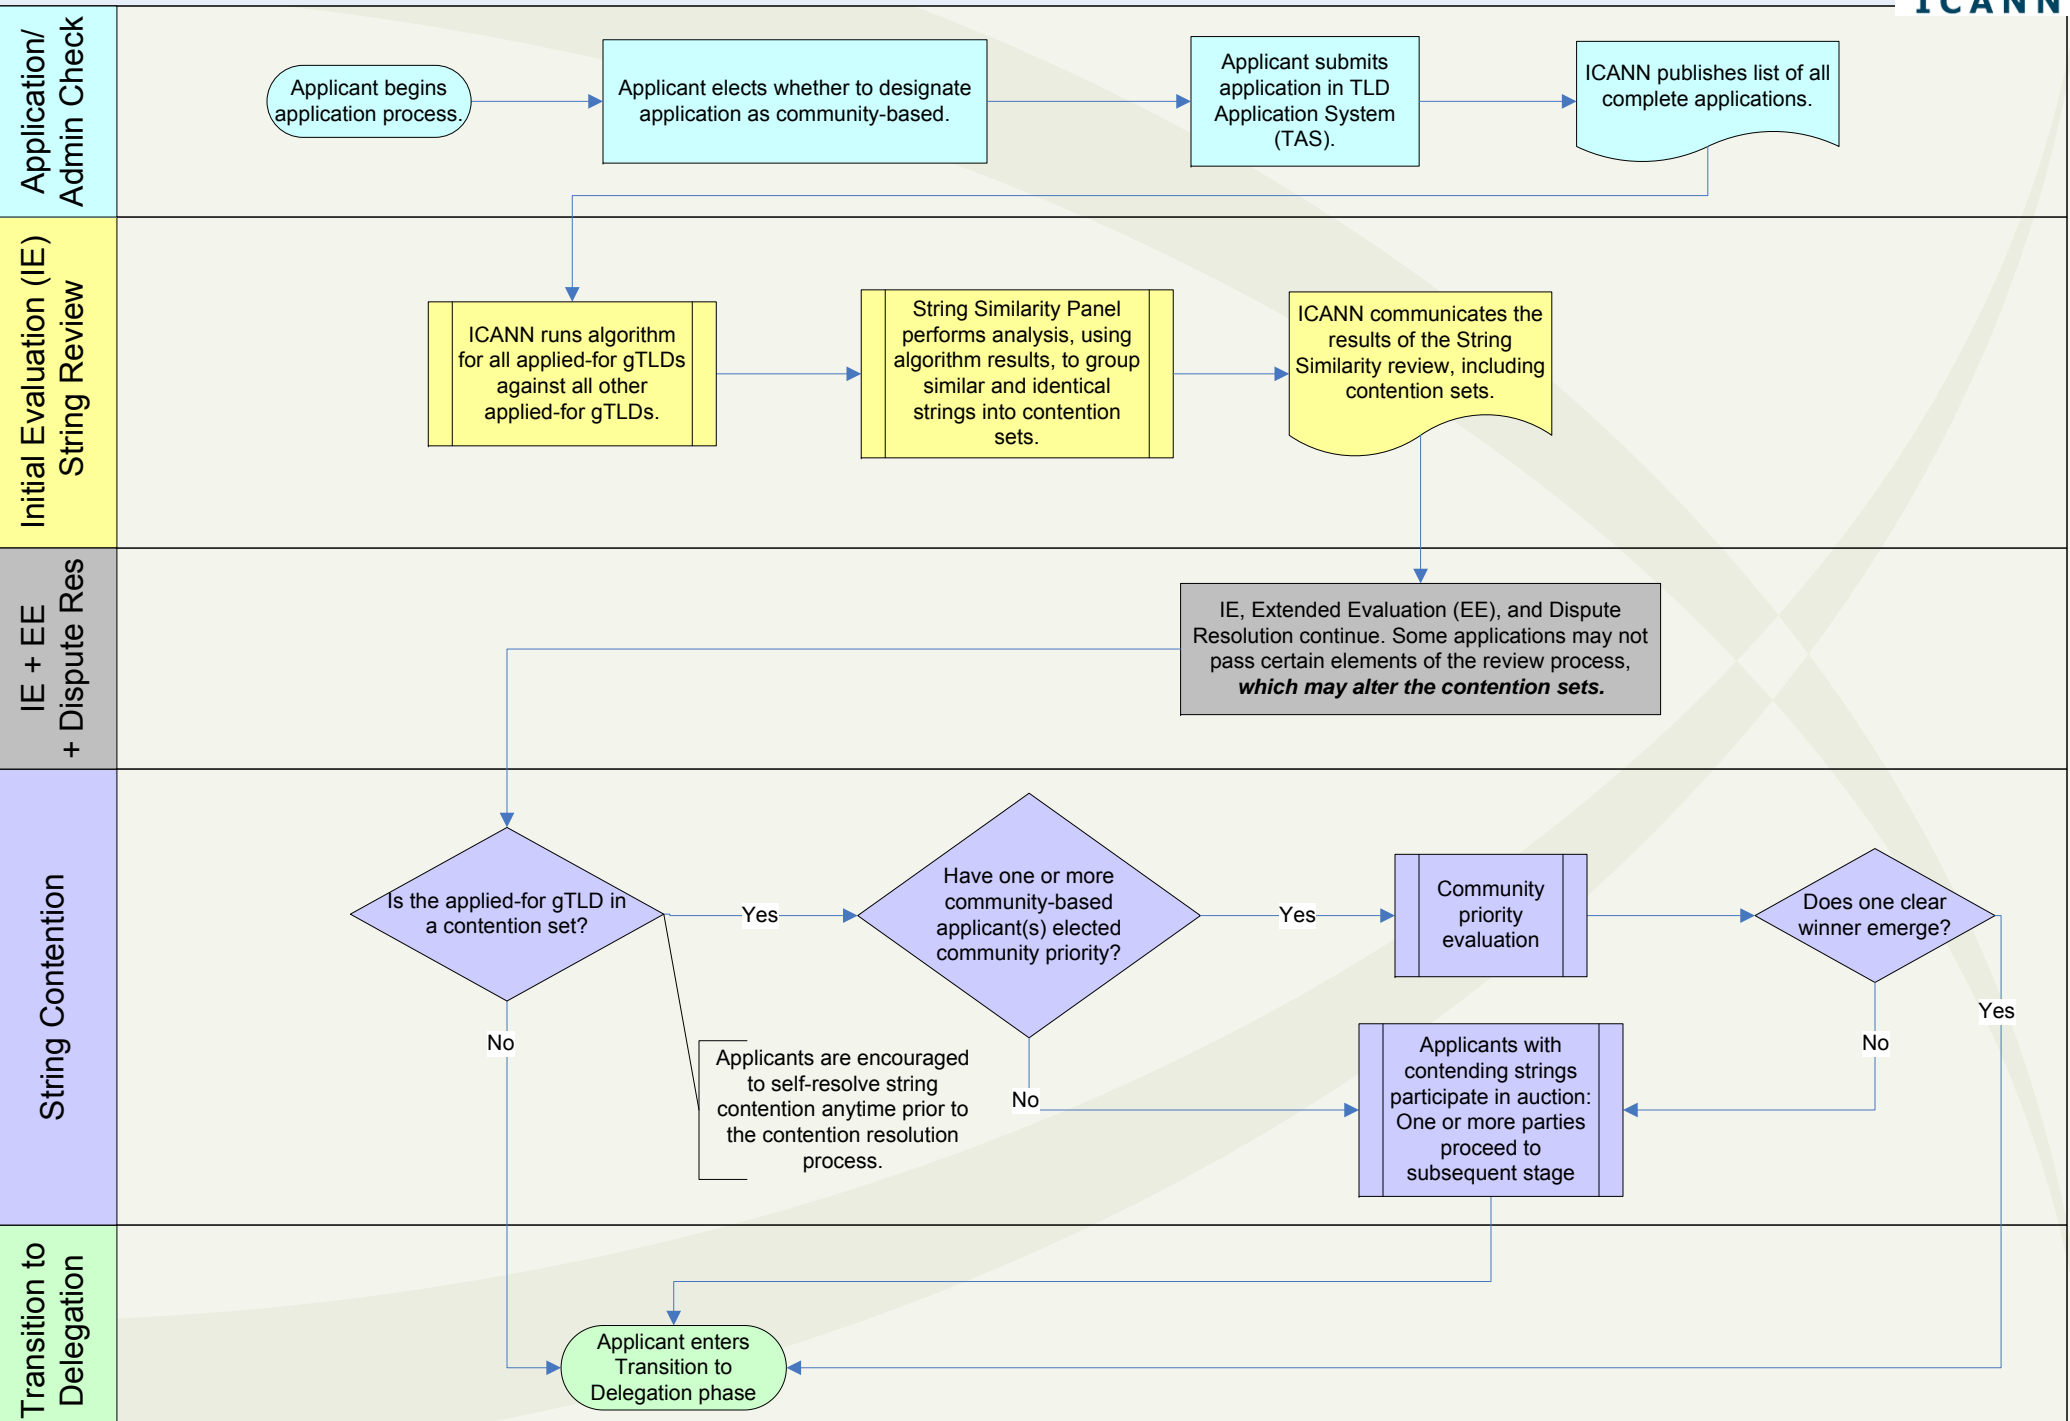 ICANN
Application/
Admin Check
Applicant begins
application process.
Applicant elects whether to designate
application as community-based.
Applicant submits
application in TLD
Application System
(TAS).
ICANN publishes list of all
complete applications.
Initial Evaluation (IE)
String Review
ICANN runs algorithm
for all applied-for gTLDs
against all other
applied-for gTLDs.
String Similarity Panel
performs analysis, using
algorithm results, to group
similar and identical
strings into contention
sets.
ICANN communicates the
results of the String
Similarity review, including
contention sets.
IE + EE
+ Dispute Res
IE, Extended Evaluation (EE), and Dispute
Resolution continue. Some applications may not
pass certain elements of the review process,
which may alter the contention sets.
String Contention
Is the applied-for gTLD in
a contention set?
Yes
Have one or more
community-based
applicant(s) elected
community priority?
Yes
Community
priority
evaluation
Does one clear
winner emerge?
Yes
No
No
Applicants are encouraged
to self-resolve string
contention anytime prior to
the contention resolution
process.
No
Applicants with
contending strings
participate in auction:
One or more parties
proceed to
subsequent stage
Transition to
Delegation
Applicant enters
Transition to
Delegation phase